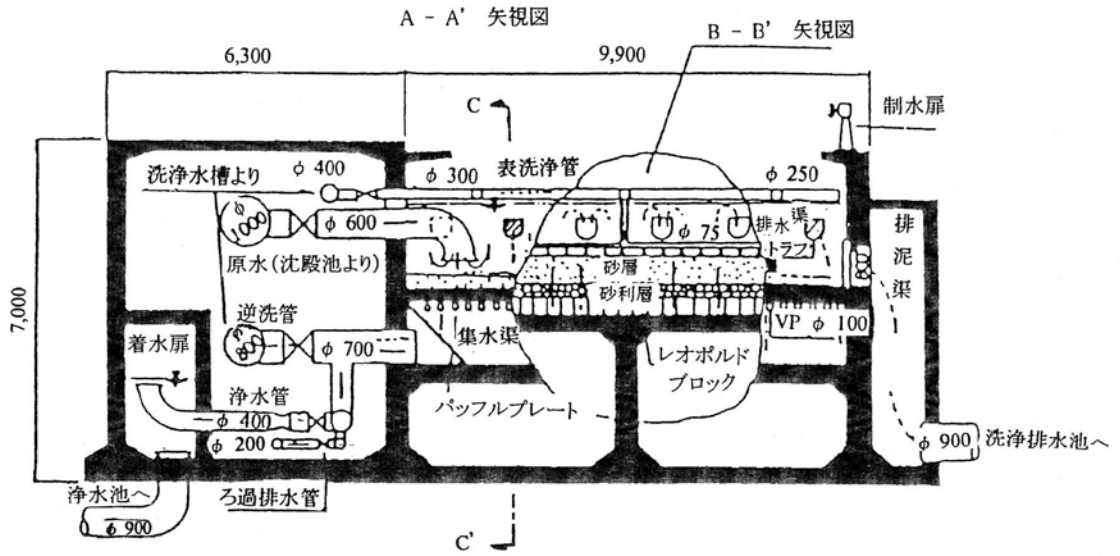 A - A' 矢視図
B - B' 矢視図
6,300
9,900
C
制水扉
7,000
洗浄水槽より
φ 400
φ 300
表洗浄管
φ 250
φ 1000
φ 600
φ 75
排水渠
トラフ
排泥渠
原水(沈殿池より)
砂層
砂利層
逆洗管
φ 800
φ 700
集水渠
VP φ 100
着水扉
レオポルド
ブロック
浄水管
φ 400
バッフルプレート
φ 200
φ 900
洗浄排水池へ
浄水池へ
ろ過排水管
φ 900
C'